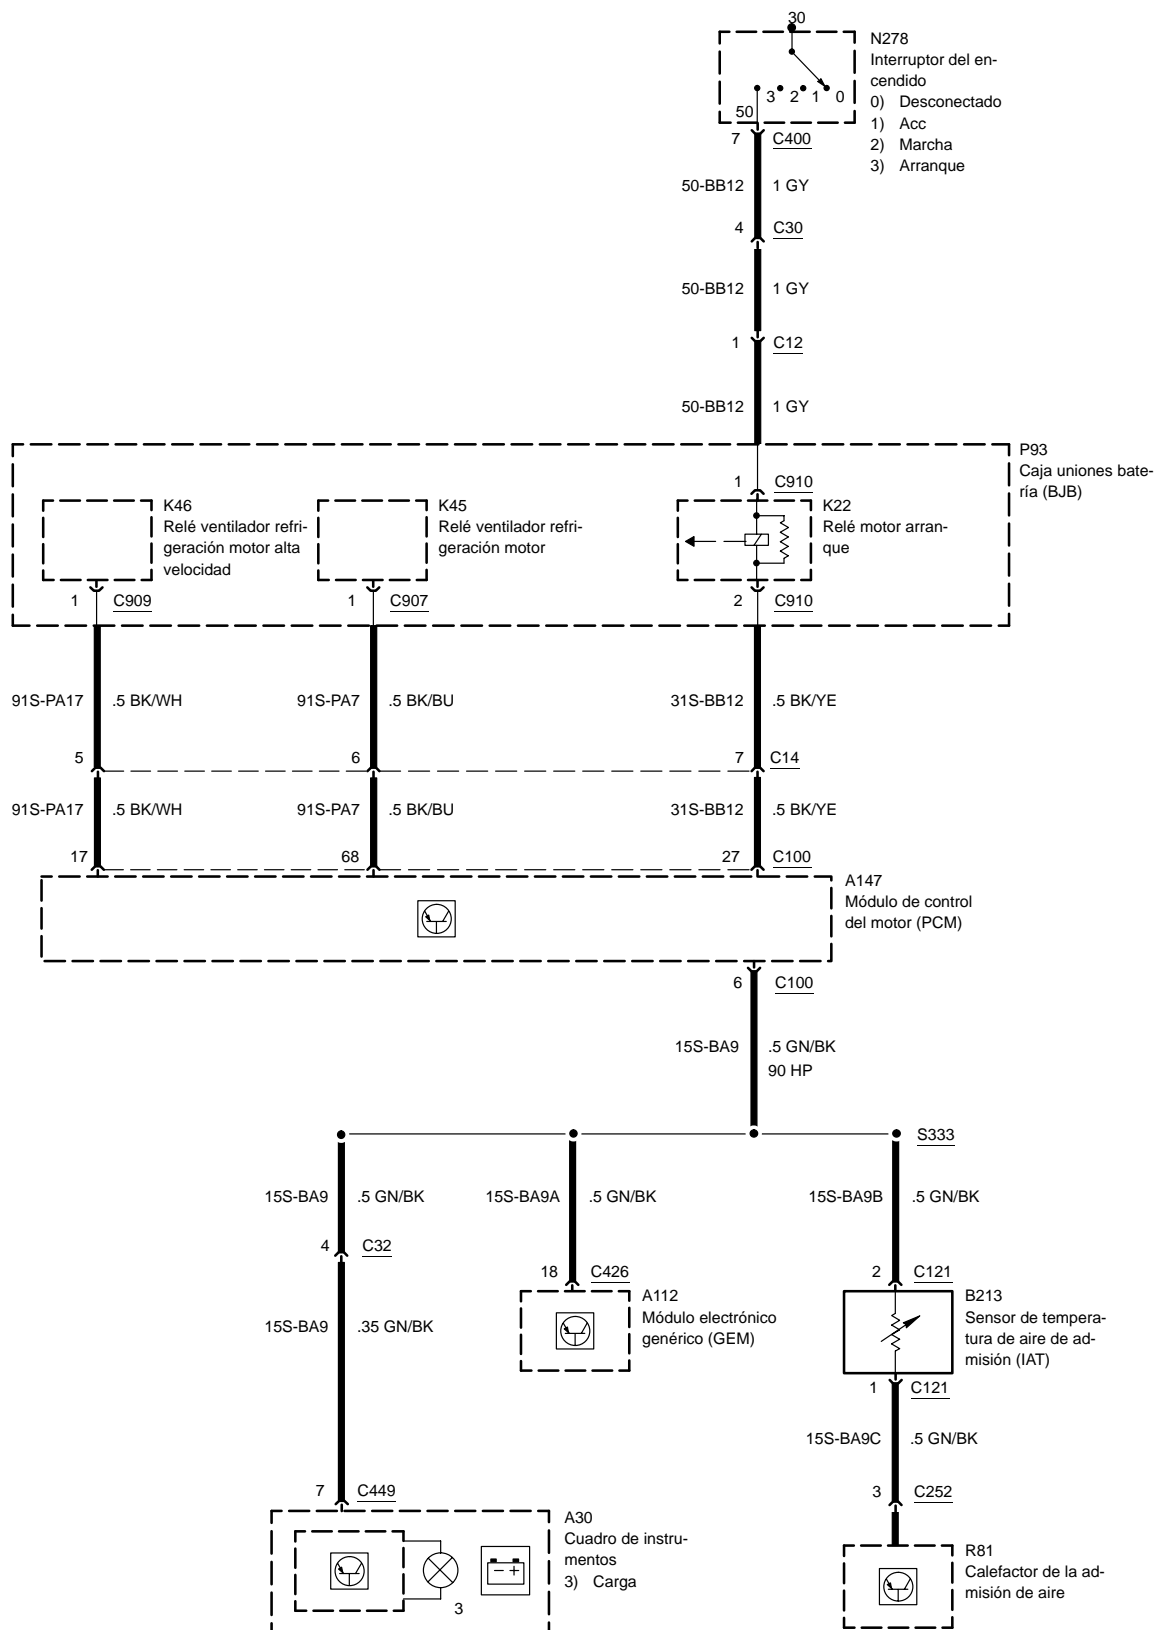 30
N278
Interruptor del en-
cendido
0) Desconectado
1) Acc
2) Marcha
3) Arranque
3 2 1 0
50
7 C400
50-BB12 1 GY
4 C30
50-BB12 1 GY
1 C12
50-BB12 1 GY
P93
Caja uniones bate-
ría (BJB)
1 C910
K46
Relé ventilador refri-
geración motor alta
velocidad
K45
Relé ventilador refri-
geración motor
K22
Relé motor arran-
que
1 C909
1 C907
2 C910
91S-PA17 .5 BK/WH
91S-PA7 .5 BK/BU
31S-BB12 .5 BK/YE
5
6
7 C14
91S-PA17 .5 BK/WH
91S-PA7 .5 BK/BU
31S-BB12 .5 BK/YE
17
68
27 C100
A147
Módulo de control
del motor (PCM)
6 C100
15S-BA9 .5 GN/BK
90 HP
S333
15S-BA9 .5 GN/BK
15S-BA9A .5 GN/BK
15S-BA9B .5 GN/BK
4 C32
18 C426
2 C121
A112
Módulo electrónico
genérico (GEM)
B213
Sensor de tempera-
tura de aire de ad-
misión (IAT)
15S-BA9 .35 GN/BK
1 C121
15S-BA9C .5 GN/BK
7 C449
3 C252
A30
Cuadro de instru-
mentos
3) Carga
3
R81
Calefactor de la ad-
misión de aire